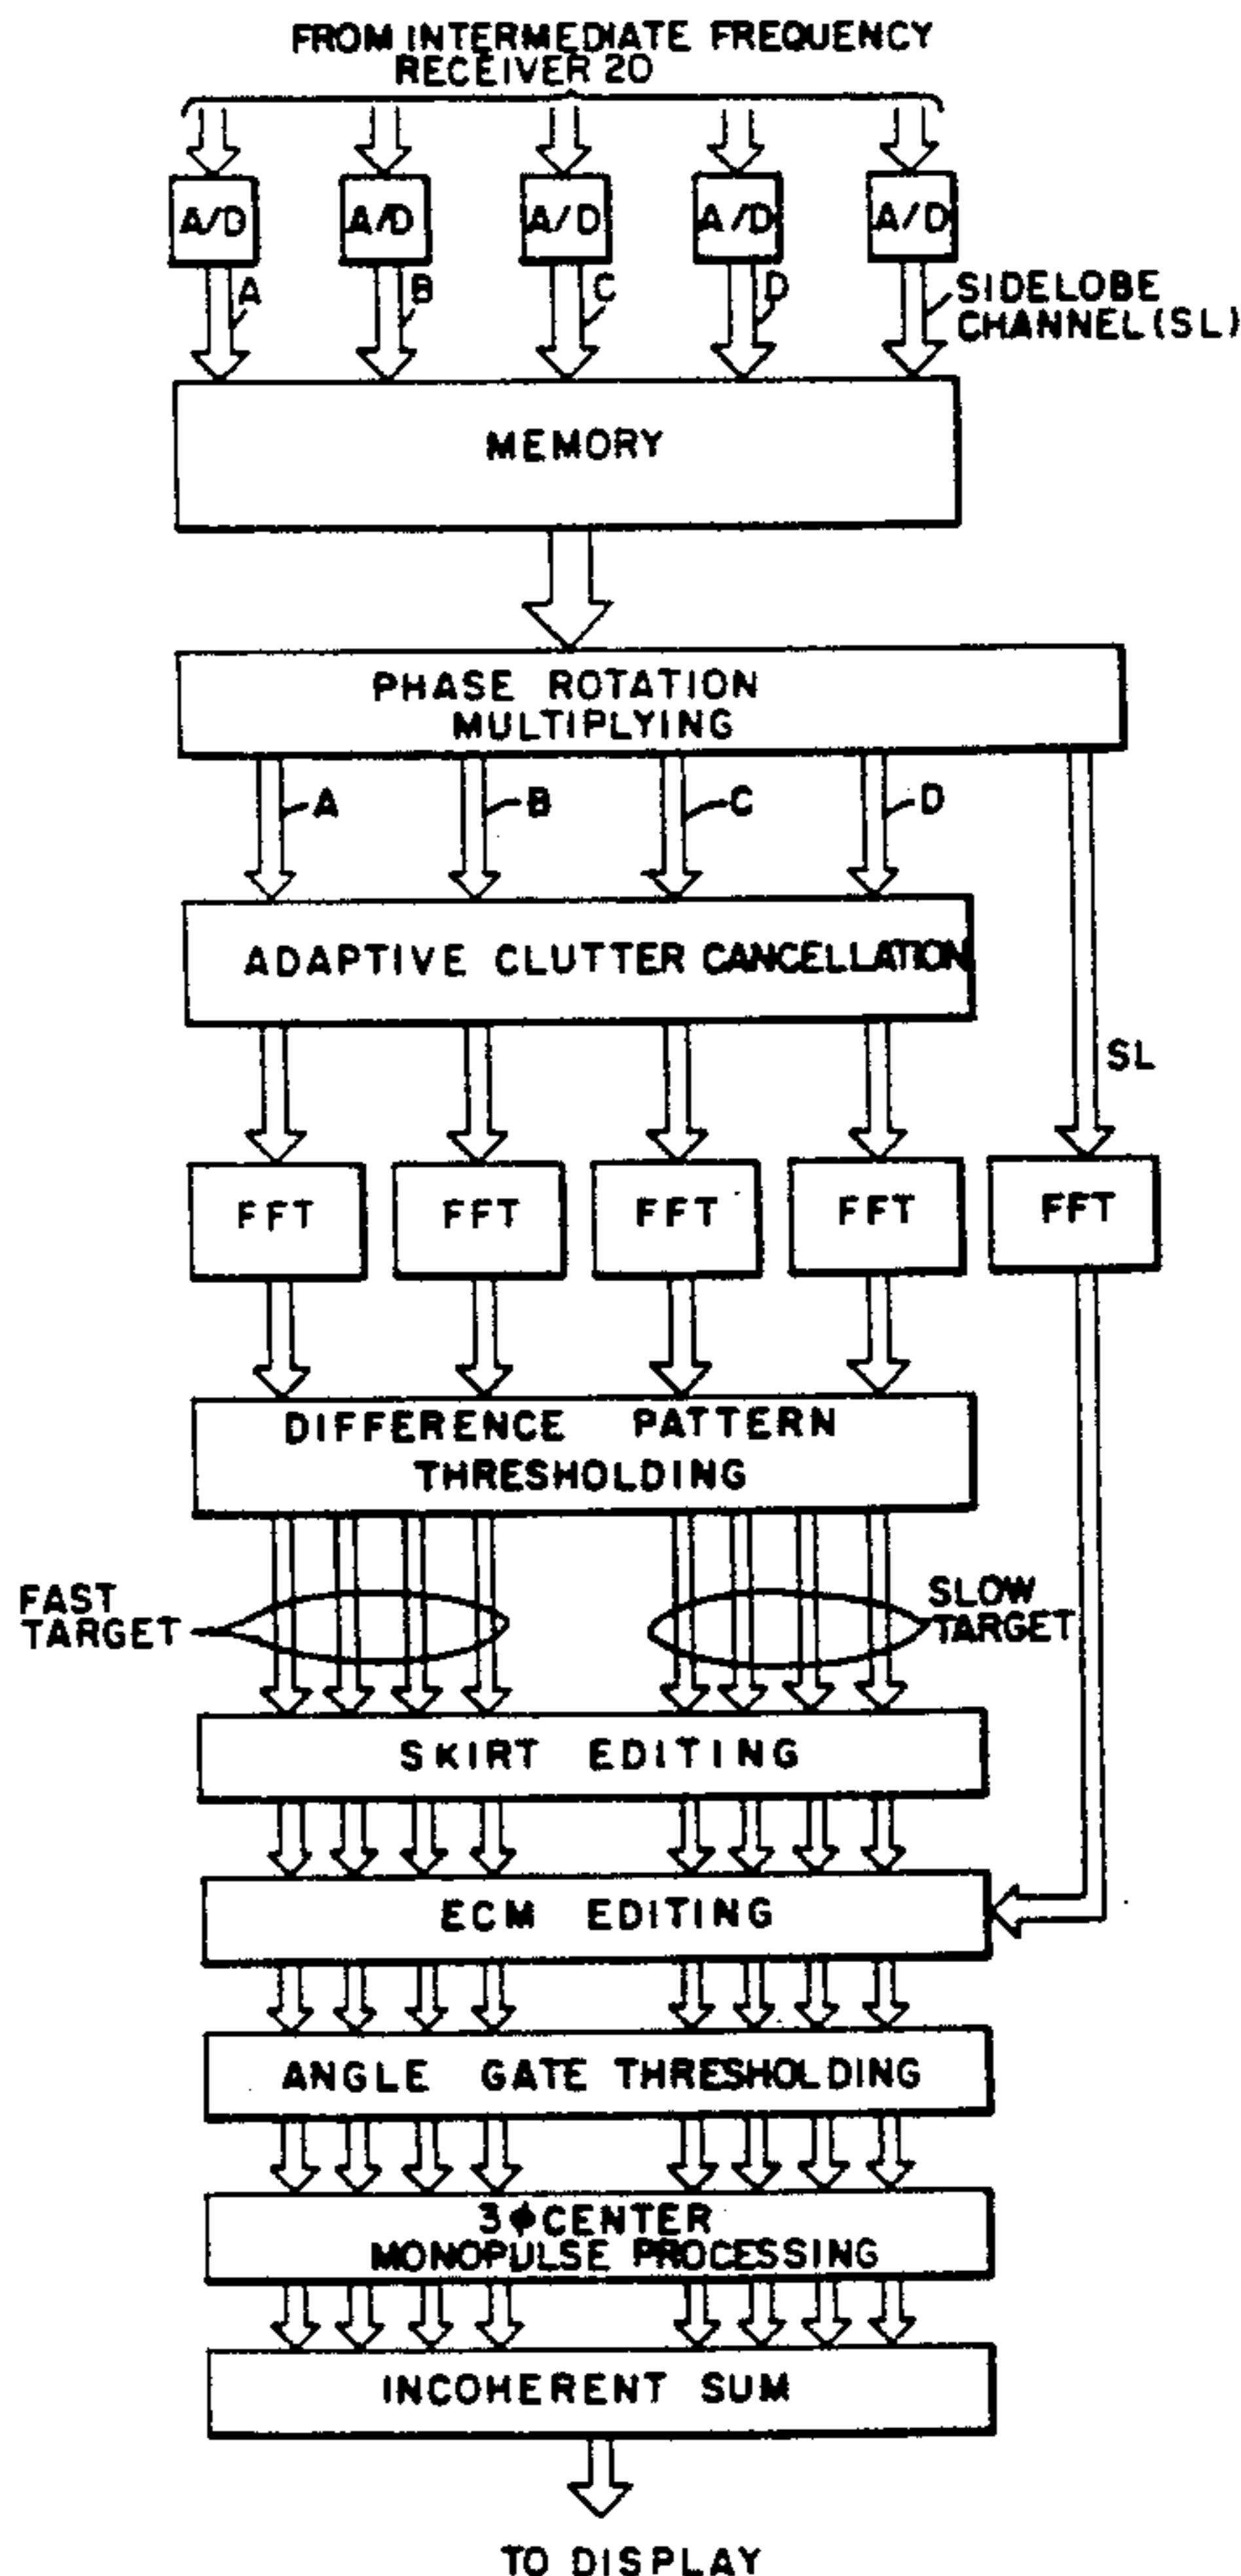 FROM INTERMEDIATE FREQUENCY
RECEIVER 20
A/D
A/D
A/D
A/D
A/D
A
B
C
D
SIDELOBE
CHANNEL (SL)
MEMORY
PHASE ROTATION
MULTIPLYING
A
B
C
D
ADAPTIVE CLUTTER CANCELLATION
SL
FFT
FFT
FFT
FFT
FFT
DIFFERENCE PATTERN
THRESHOLDING
FAST
TARGET
SLOW
TARGET
SKIRT EDITING
ECM EDITING
ANGLE GATE THRESHOLDING
3 ϕ CENTER
MONOPULSE PROCESSING
INCOHERENT SUM
TO DISPLAY